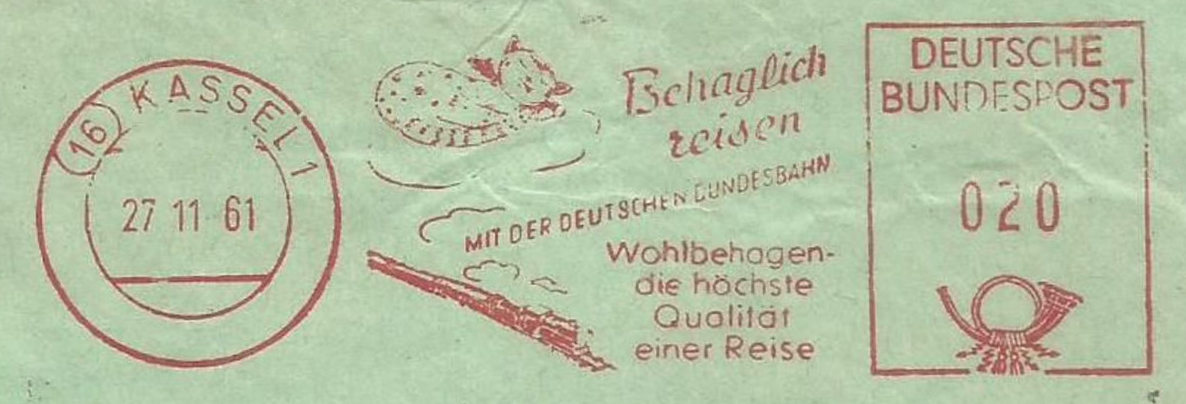 (16) KASSEL 1
27 11 61
Behaglich
reisen
MIT DER DEUTSCHEN BUNDESBAHN
Wohlbehagen-
die höchste
Qualität
einer Reise
DEUTSCHE
BUNDESPOST
020